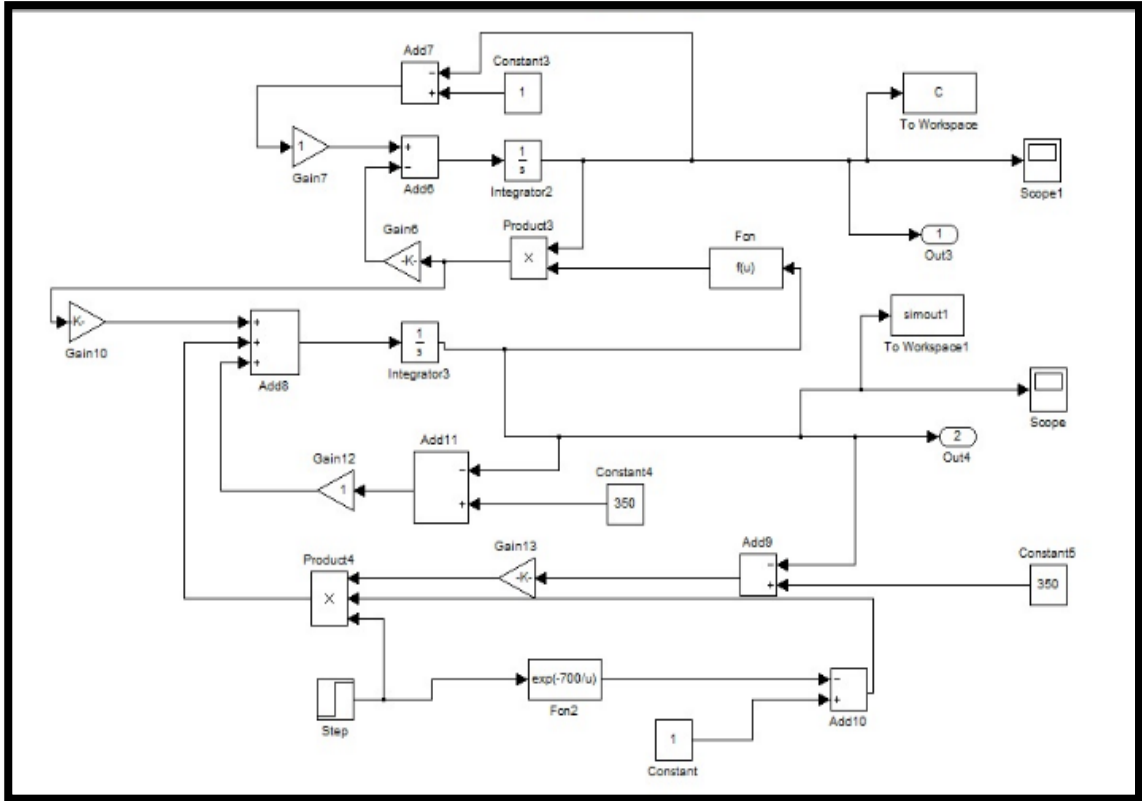 Add7
Constant3
−
+
1
C
To Workspace
1
Gain7
+
−
Add6
1
s
Integrator2
Scope1
Gain6
-K-
Product3
X
Fcn
f(u)
1
Out3
-K-
Gain10
+
+
+
Add8
1
s
Integrator3
simout1
To Workspace1
Scope
Add11
−
+
Gain12
1
Constant4
350
2
Out4
Gain13
-K-
Add9
−
+
Constant5
350
Product4
X
Step
exp(-700/u)
Fcn2
−
+
Add10
1
Constant